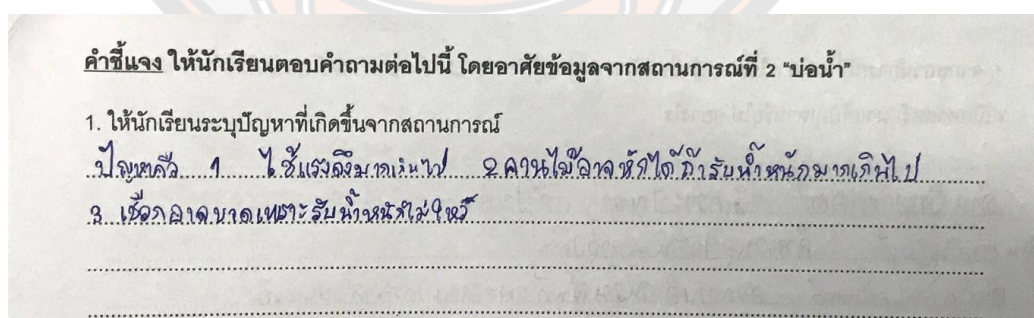 คำชี้แจง ให้นักเรียนตอบคำถามต่อไปนี้ โดยอาศัยข้อมูลจากสถานการณ์ที่ 2 "บ่อน้ำ"
1. ให้นักเรียนระบุปัญหาที่เกิดขึ้นจากสถานการณ์
ปัญหาคือ 1 ใช้แรงดึงมากเกินไป 2 คานไม้อาจหักได้ถ้ารับน้ำหนักมากเกินไป
3 เชือกอาจขาดเพราะรับน้ำหนักไม่ไหว